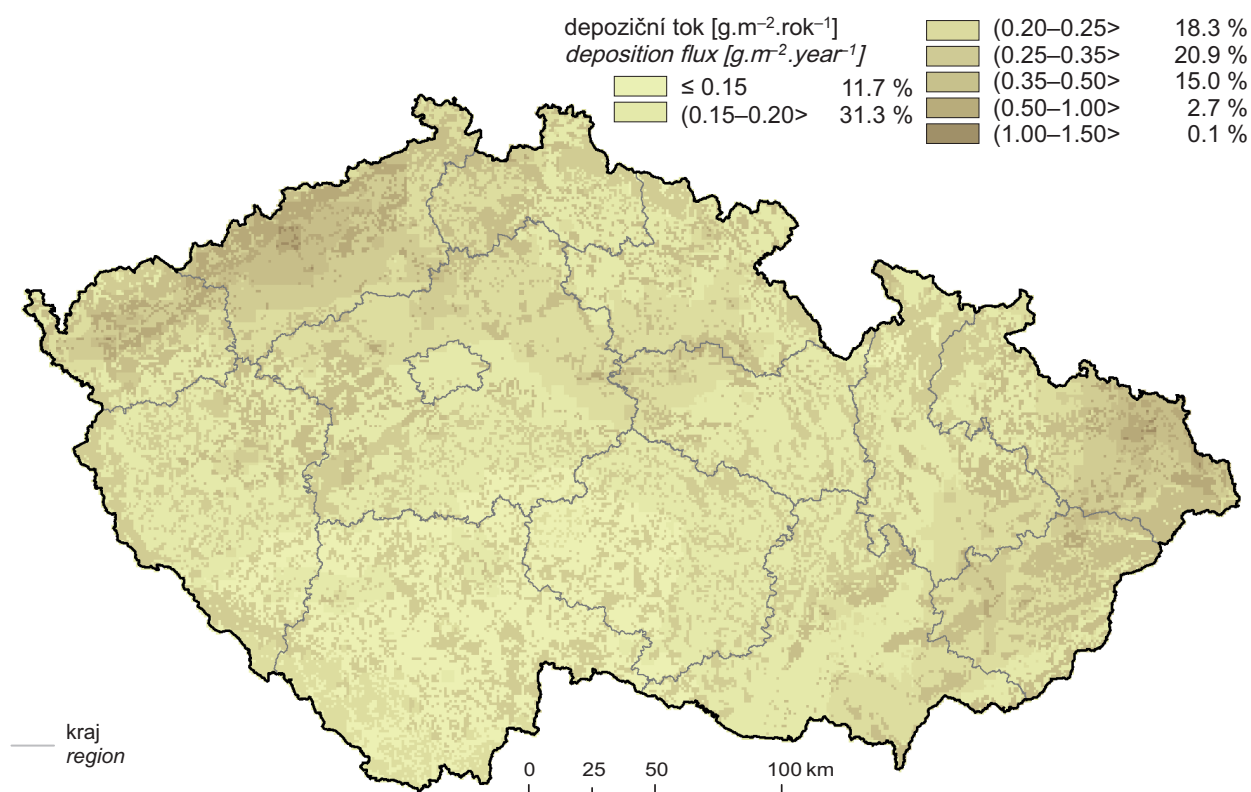 depoziční tok [g.m⁻².rok⁻¹]
deposition flux [g.m⁻².year⁻¹]
≤ 0.15 11.7 %
(0.15–0.20> 31.3 %
(0.20–0.25> 18.3 %
(0.25–0.35> 20.9 %
(0.35–0.50> 15.0 %
(0.50–1.00> 2.7 %
(1.00–1.50> 0.1 %
kraj
region
0 25 50 100 km